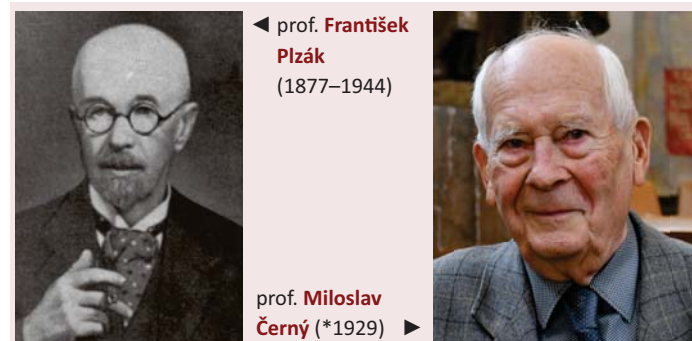 ◄ prof. František
Plzák
(1877–1944)
prof. Miloslav
Černý (*1929) ►